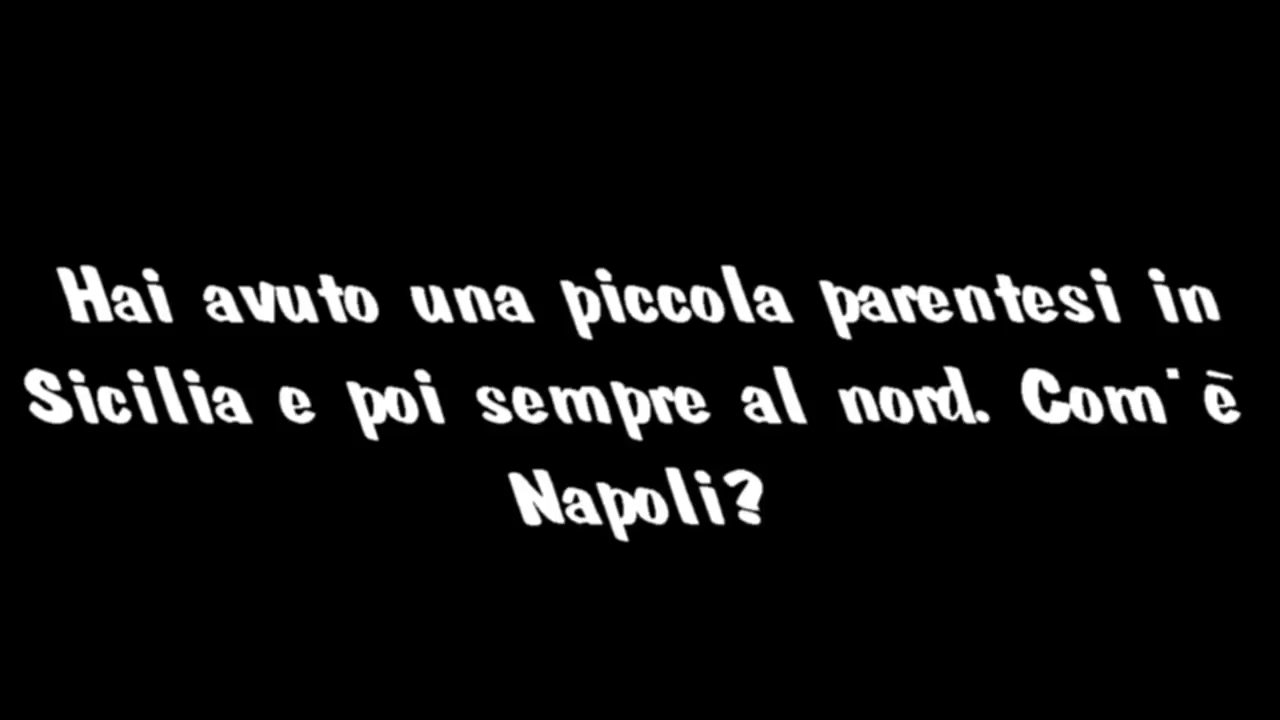 Hai avuto una piccola parentesi in
Sicilia e poi sempre al nord. Com'è
Napoli?